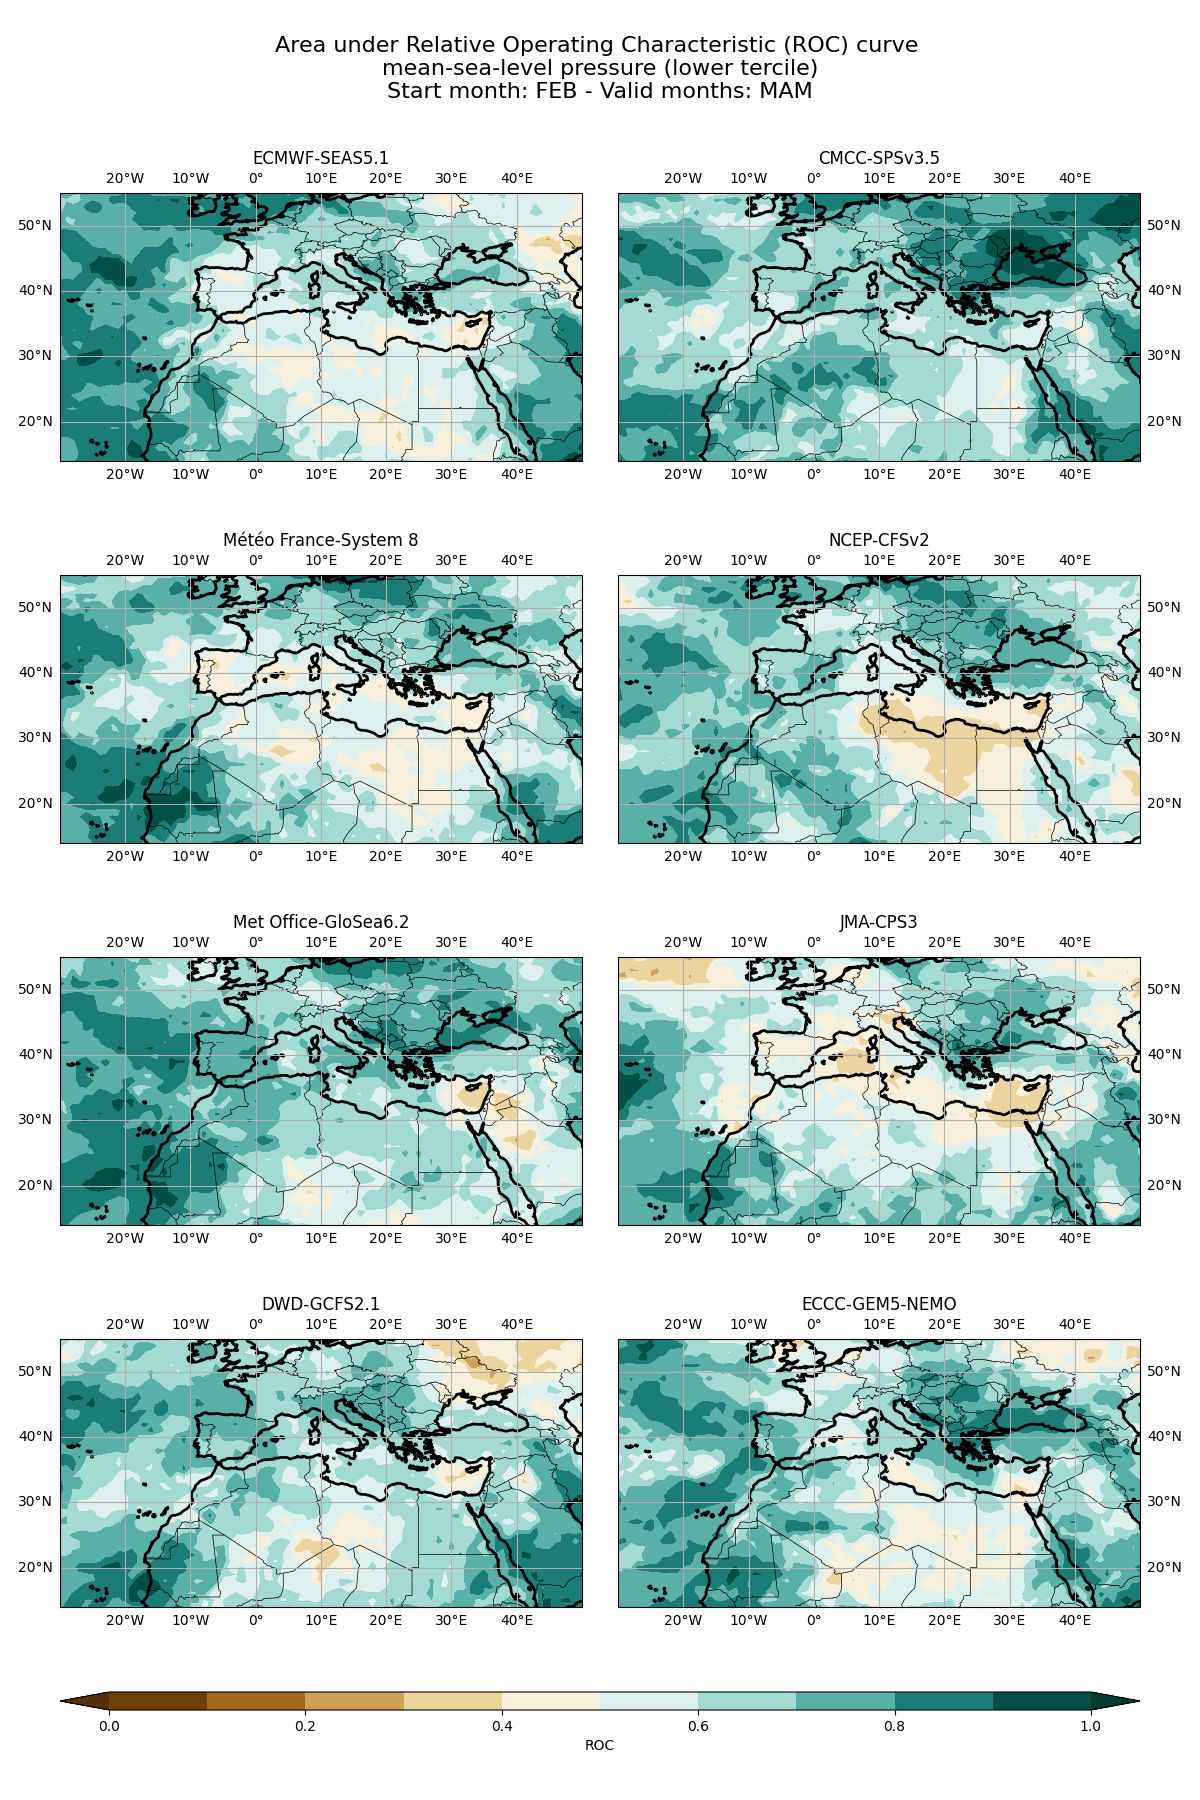 Area under Relative Operating Characteristic (ROC) curve
mean-sea-level pressure (lower tercile)
Start month: FEB - Valid months: MAM
ECMWF-SEAS5.1
20°W 10°W 0° 10°E 20°E 30°E 40°E
50°N
40°N
30°N
20°N
20°W 10°W 0° 10°E 20°E 30°E 40°E
CMCC-SPSv3.5
20°W 10°W 0° 10°E 20°E 30°E 40°E
50°N
40°N
30°N
20°N
20°W 10°W 0° 10°E 20°E 30°E 40°E
Météo France-System 8
20°W 10°W 0° 10°E 20°E 30°E 40°E
50°N
40°N
30°N
20°N
20°W 10°W 0° 10°E 20°E 30°E 40°E
NCEP-CFSv2
20°W 10°W 0° 10°E 20°E 30°E 40°E
50°N
40°N
30°N
20°N
20°W 10°W 0° 10°E 20°E 30°E 40°E
Met Office-GloSea6.2
20°W 10°W 0° 10°E 20°E 30°E 40°E
50°N
40°N
30°N
20°N
20°W 10°W 0° 10°E 20°E 30°E 40°E
JMA-CPS3
20°W 10°W 0° 10°E 20°E 30°E 40°E
50°N
40°N
30°N
20°N
20°W 10°W 0° 10°E 20°E 30°E 40°E
DWD-GCFS2.1
20°W 10°W 0° 10°E 20°E 30°E 40°E
50°N
40°N
30°N
20°N
20°W 10°W 0° 10°E 20°E 30°E 40°E
ECCC-GEM5-NEMO
20°W 10°W 0° 10°E 20°E 30°E 40°E
50°N
40°N
30°N
20°N
20°W 10°W 0° 10°E 20°E 30°E 40°E
0.0 0.2 0.4 0.6 0.8 1.0
ROC